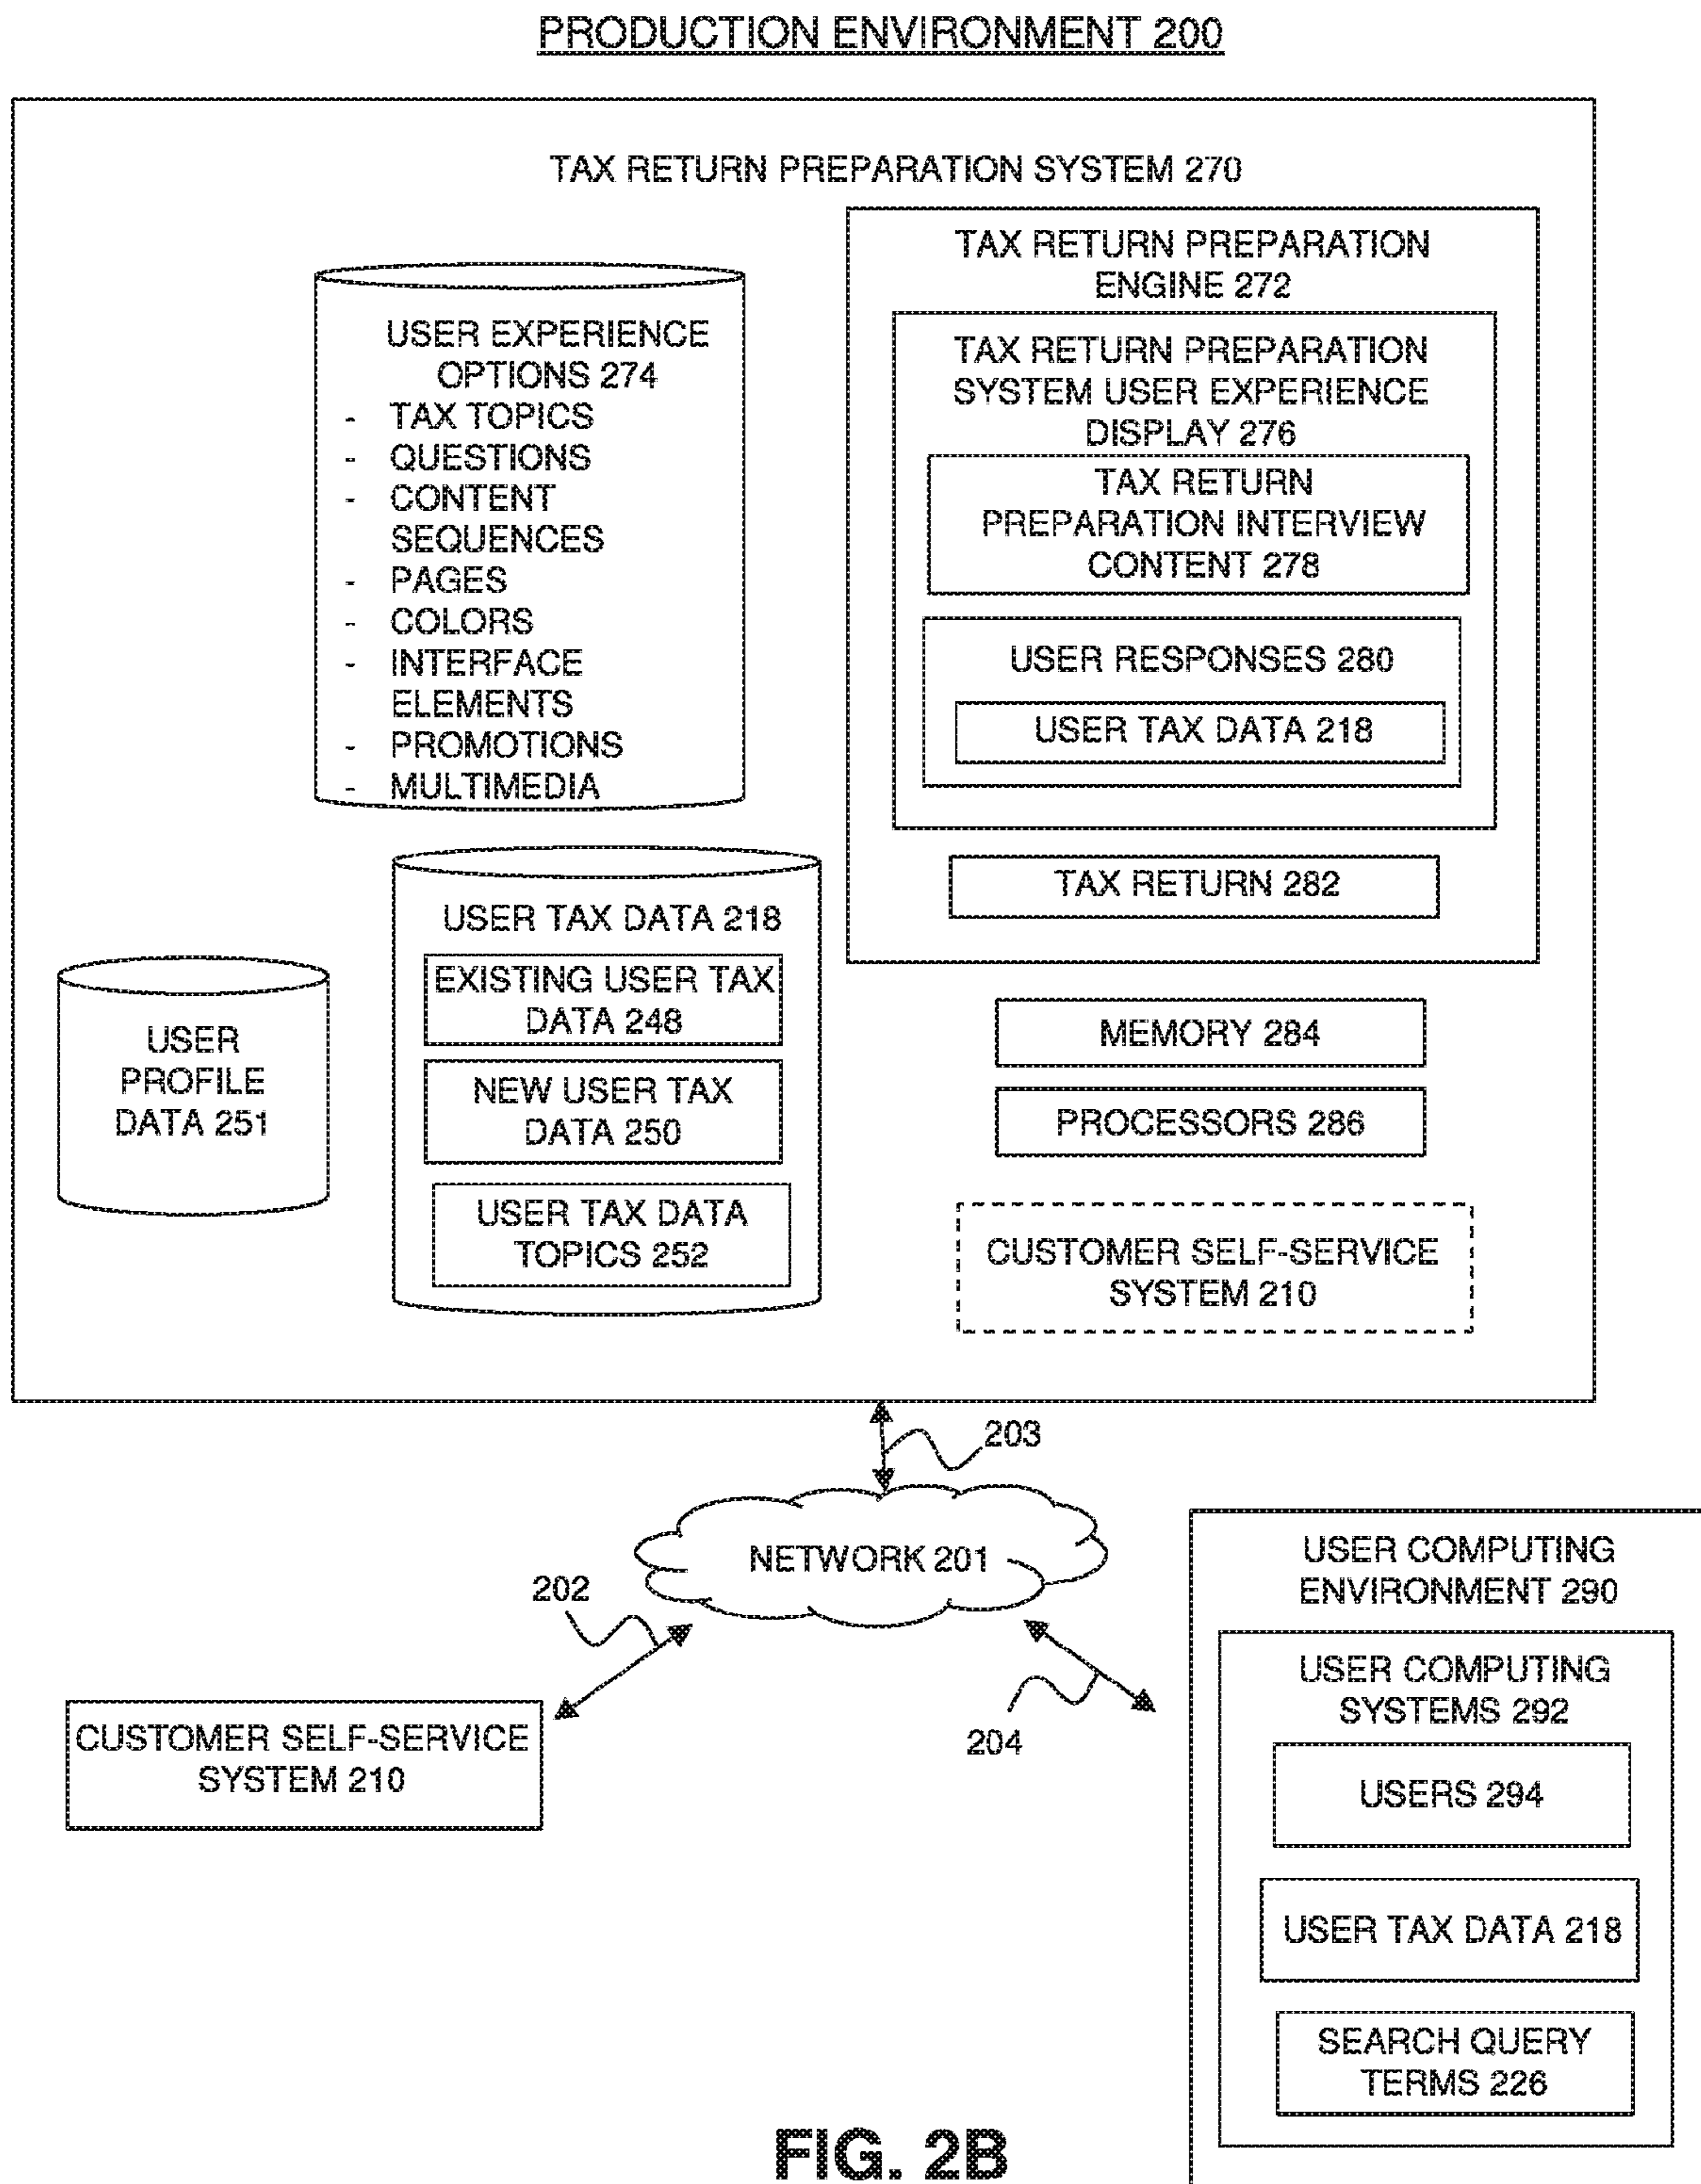 PRODUCTION ENVIRONMENT 200
TAX RETURN PREPARATION SYSTEM 270
USER EXPERIENCE
OPTIONS 274
- TAX TOPICS
- QUESTIONS
- CONTENT
SEQUENCES
- PAGES
- COLORS
- INTERFACE
ELEMENTS
- PROMOTIONS
- MULTIMEDIA
TAX RETURN PREPARATION
ENGINE 272
TAX RETURN PREPARATION
SYSTEM USER EXPERIENCE
DISPLAY 276
TAX RETURN
PREPARATION INTERVIEW
CONTENT 278
USER RESPONSES 280
USER TAX DATA 218
TAX RETURN 282
USER
PROFILE
DATA 251
USER TAX DATA 218
EXISTING USER TAX
DATA 248
NEW USER TAX
DATA 250
USER TAX DATA
TOPICS 252
MEMORY 284
PROCESSORS 286
CUSTOMER SELF-SERVICE
SYSTEM 210
203
NETWORK 201
202
204
CUSTOMER SELF-SERVICE
SYSTEM 210
USER COMPUTING
ENVIRONMENT 290
USER COMPUTING
SYSTEMS 292
USERS 294
USER TAX DATA 218
SEARCH QUERY
TERMS 226
FIG. 2B